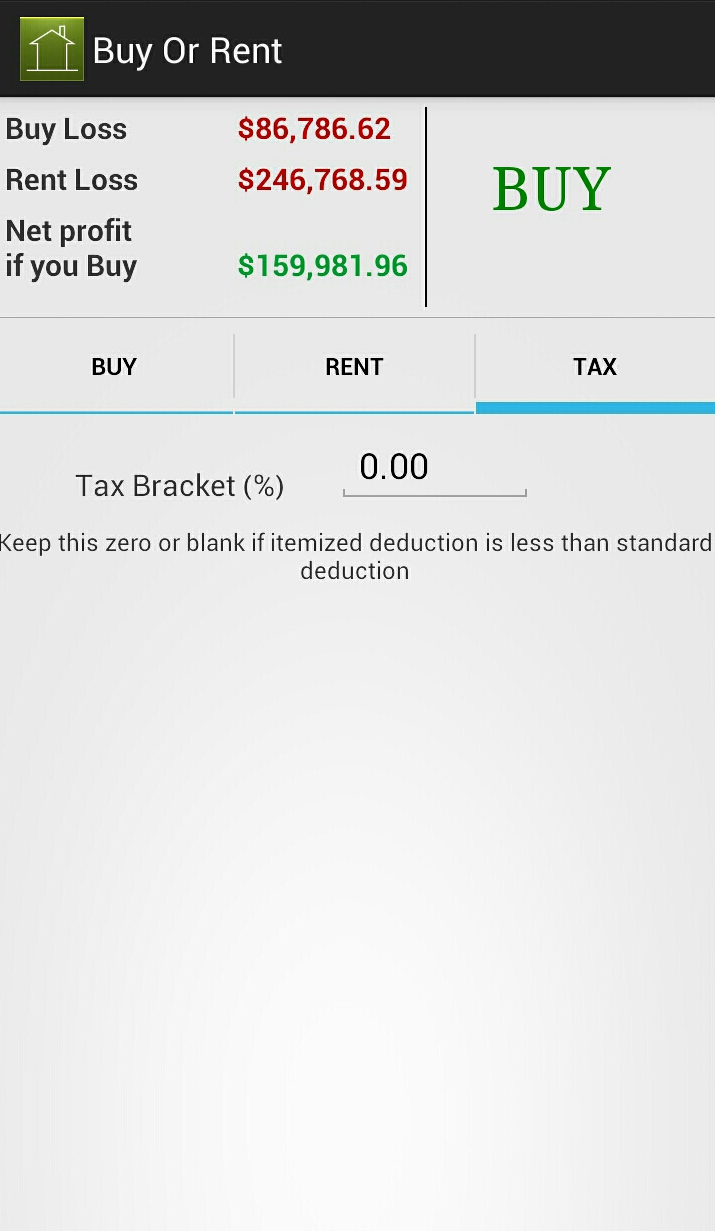 Buy Or Rent
Buy Loss $86,786.62
Rent Loss $246,768.59
Net profit
if you Buy $159,981.96
BUY
BUY RENT TAX
Tax Bracket (%) 0.00
Keep this zero or blank if itemized deduction is less than standard
deduction